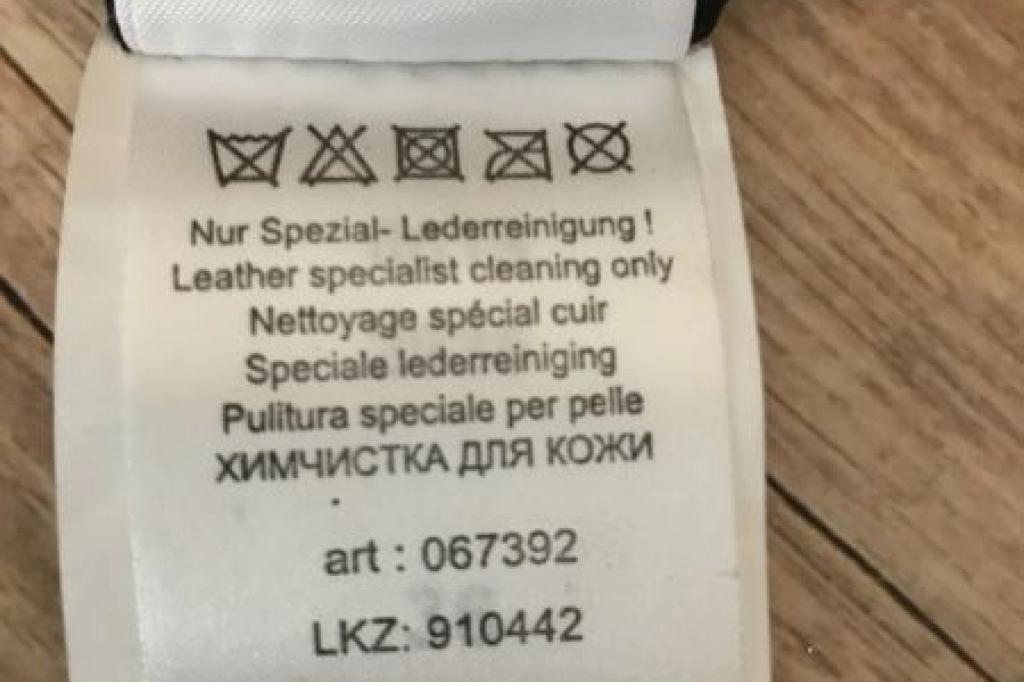 Nur Spezial- Lederreinigung !
Leather specialist cleaning only
Nettoyage spécial cuir
Speciale lederreiniging
Pulitura speciale per pelle
ХИМЧИСТКА ДЛЯ КОЖИ
art : 067392
LKZ: 910442